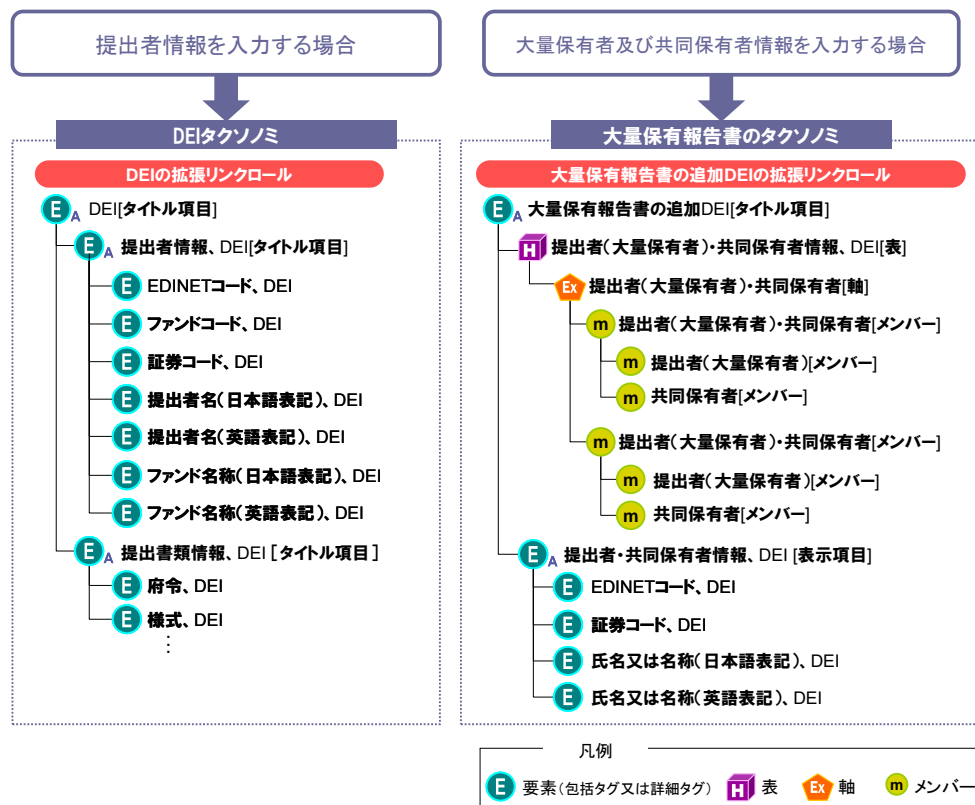 提出者情報を入力する場合
DEIタクソノミ
DEIの拡張リンクロール
E A DEI[タイトル項目]
E A 提出者情報、DEI[タイトル項目]
E EDINETコード、DEI
E ファンドコード、DEI
E 証券コード、DEI
E 提出者名(日本語表記)、DEI
E 提出者名(英語表記)、DEI
E ファンド名称(日本語表記)、DEI
E ファンド名称(英語表記)、DEI
E A 提出書類情報、DEI［タイトル項目］
E 府令、DEI
E 様式、DEI
⋮
大量保有者及び共同保有者情報を入力する場合
大量保有報告書のタクソノミ
大量保有報告書の追加DEIの拡張リンクロール
E A 大量保有報告書の追加DEI[タイトル項目]
H 提出者(大量保有者)・共同保有者情報、DEI[表]
Ex 提出者(大量保有者)・共同保有者[軸]
m 提出者(大量保有者)・共同保有者[メンバー]
m 提出者(大量保有者)[メンバー]
m 共同保有者[メンバー]
m 提出者(大量保有者)・共同保有者[メンバー]
m 提出者(大量保有者)[メンバー]
m 共同保有者[メンバー]
E A 提出者・共同保有者情報、DEI [表示項目]
E EDINETコード、DEI
E 証券コード、DEI
E 氏名又は名称(日本語表記)、DEI
E 氏名又は名称(英語表記)、DEI
凡例
E 要素(包括タグ又は詳細タグ) H 表 Ex 軸 m メンバー